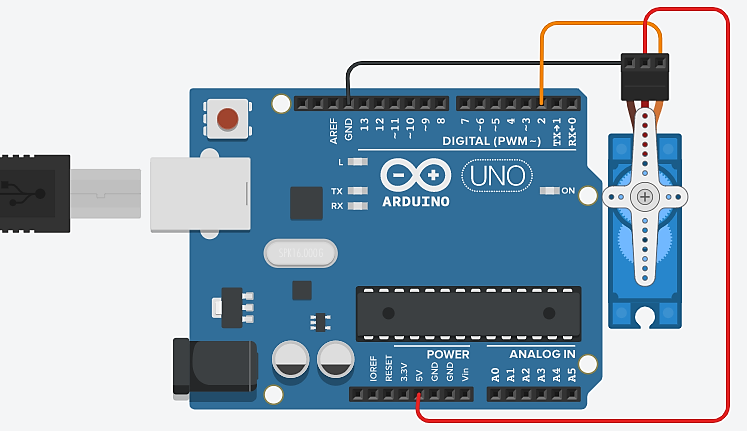 AREF
GND
13
12
~11
~10
~9
8
7
~6
~5
4
~3
2
TX→1
RX←0
DIGITAL (PWM ~)
L
TX
RX
ARDUINO
UNO
ON
POWER
ANALOG IN
IOREF
RESET
3.3V
5V
GND
GND
Vin
A0
A1
A2
A3
A4
A5